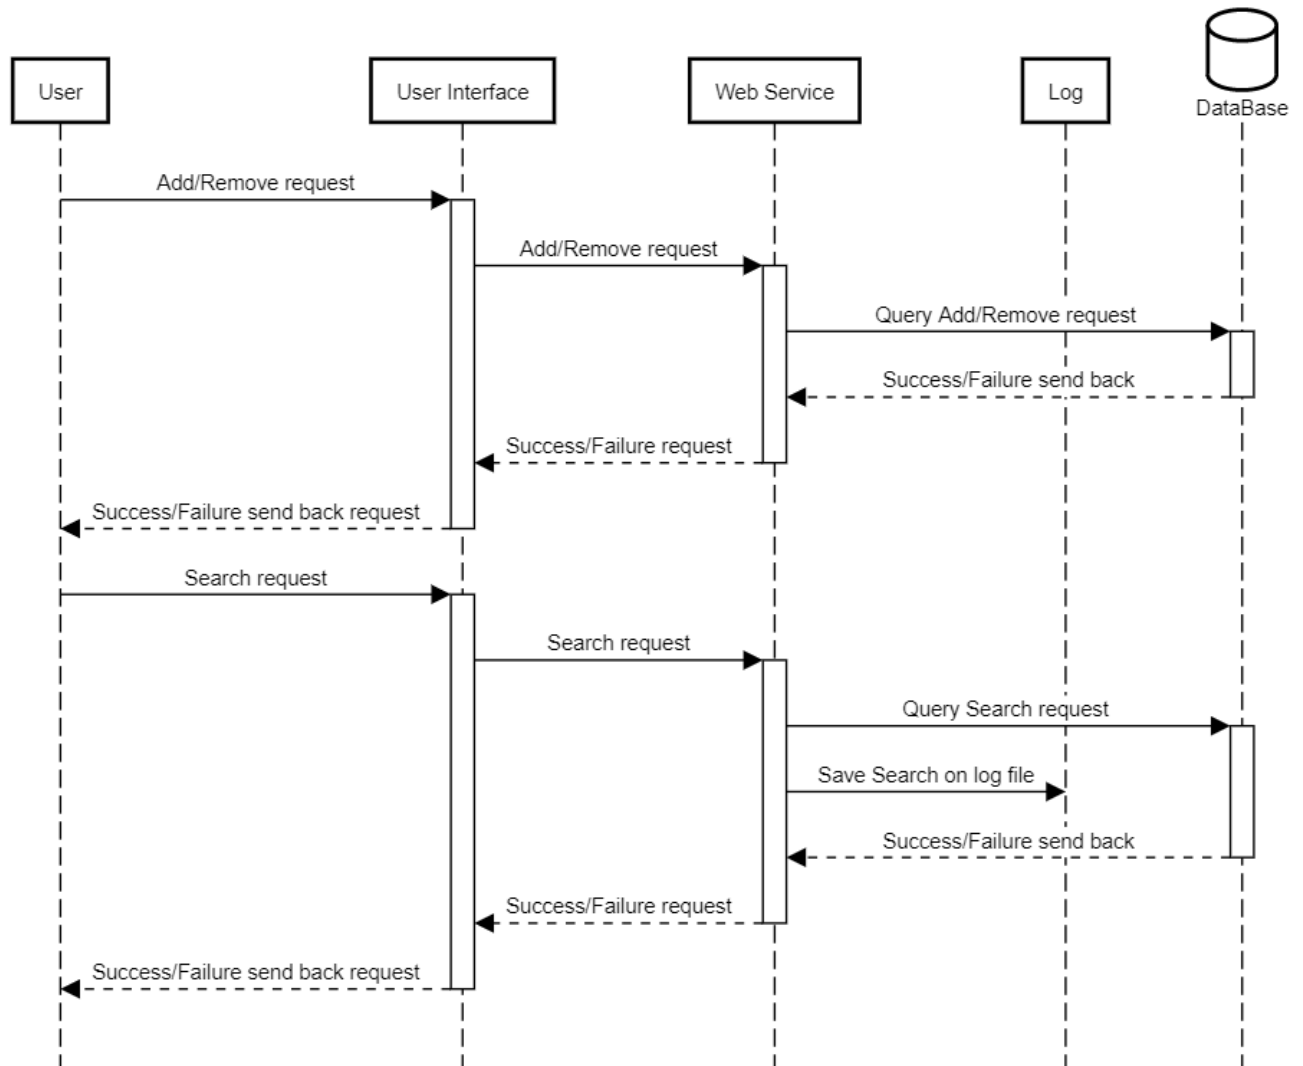 User
User Interface
Web Service
Log
DataBase
Add/Remove request
Add/Remove request
Query Add/Remove request
Success/Failure send back
Success/Failure request
Success/Failure send back request
Search request
Search request
Query Search request
Save Search on log file
Success/Failure send back
Success/Failure request
Success/Failure send back request